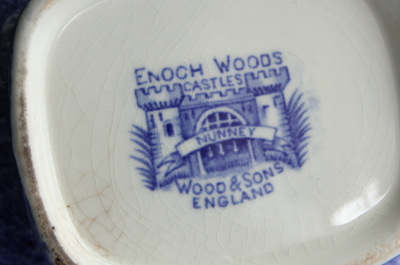 ENOCH WOODS
CASTLES
NUNNEY
WOOD & SONS
ENGLAND